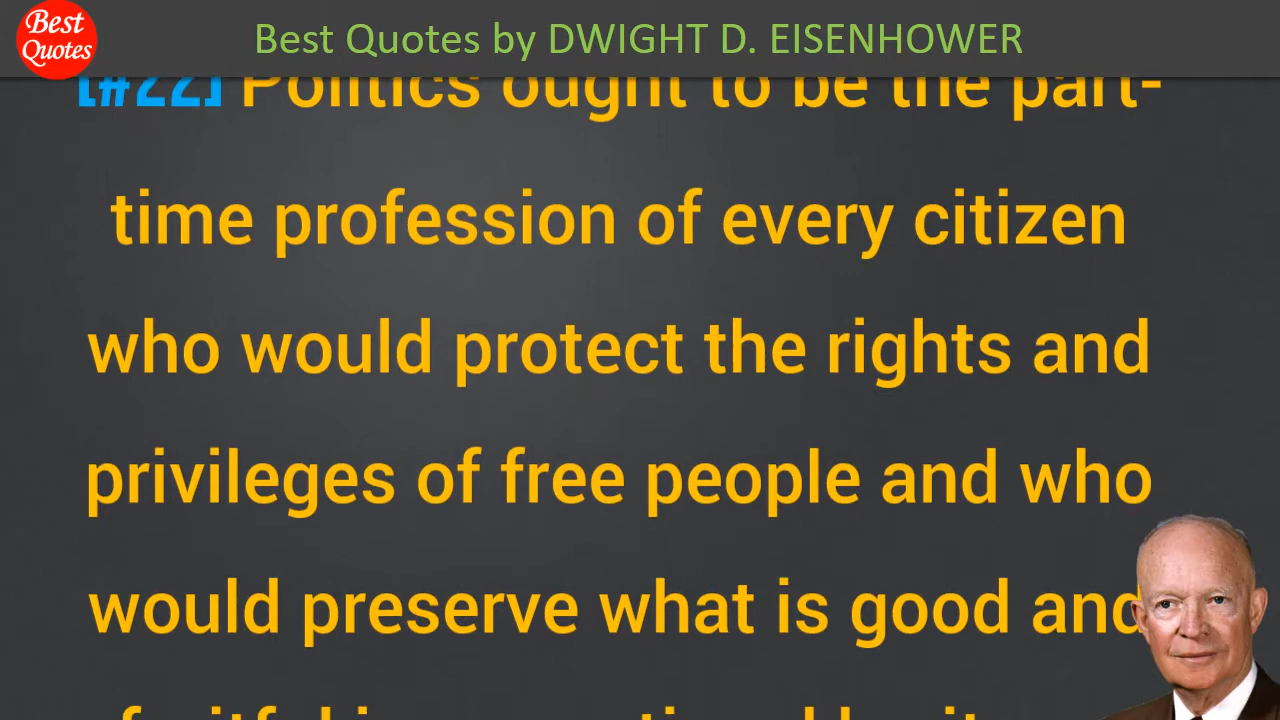 Best
Quotes
Best Quotes by DWIGHT D. EISENHOWER
[#22] Politics ought to be the part-
time profession of every citizen
who would protect the rights and
privileges of free people and who
would preserve what is good and